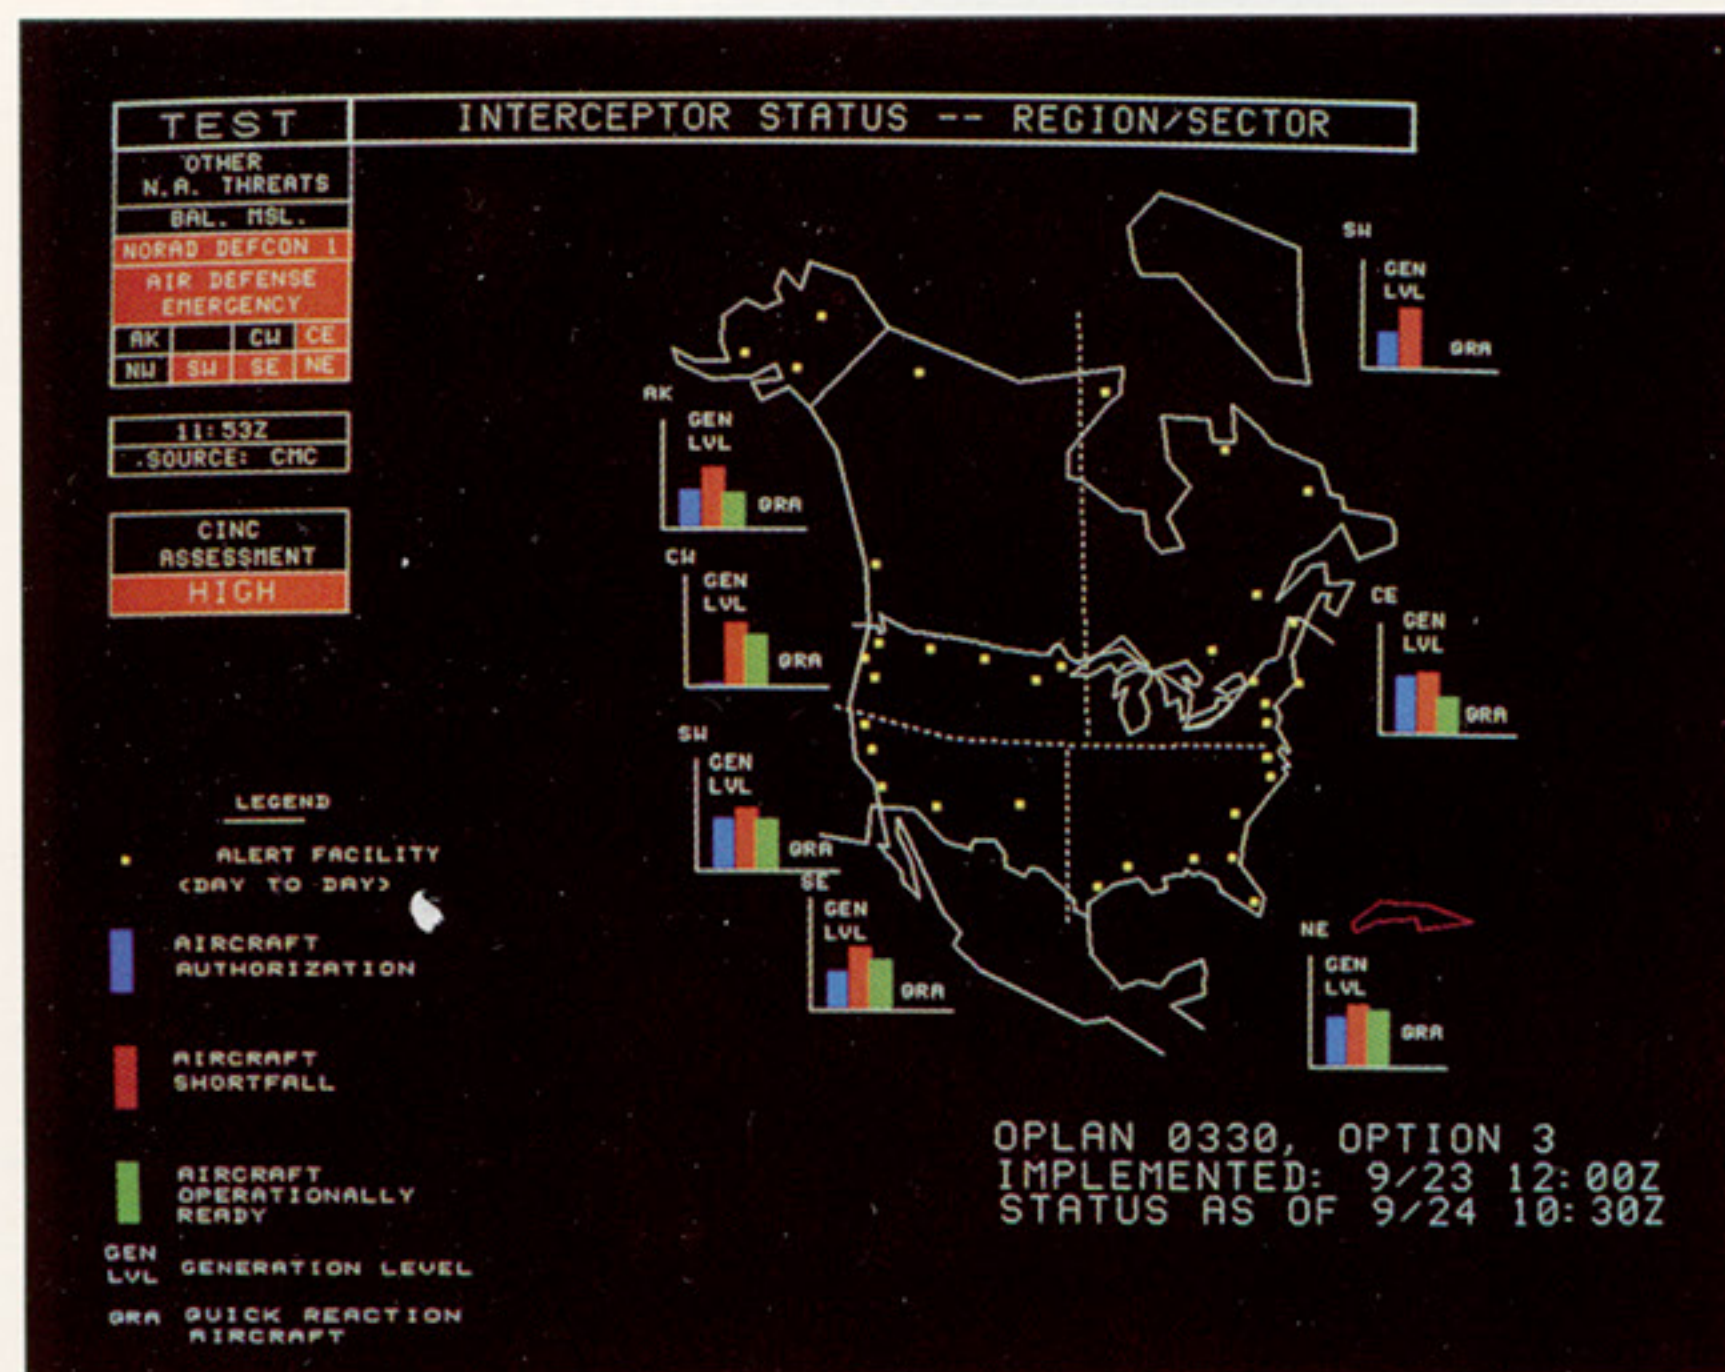 TEST
INTERCEPTOR STATUS -- REGION/SECTOR
OTHER
N.A. THREATS
BAL. MSL.
NORAD DEFCON 1
AIR DEFENSE
EMERGENCY
AK CW CE
NW SW SE NE
11:53Z
SOURCE: CMC
CINC
ASSESSMENT
HIGH
SW
GEN
LVL
QRA
AK
GEN
LVL
QRA
CW
GEN
LVL
QRA
CE
GEN
LVL
QRA
SW
GEN
LVL
QRA
SE
GEN
LVL
QRA
NE
GEN
LVL
QRA
LEGEND
ALERT FACILITY
<DAY TO DAY>
AIRCRAFT
AUTHORIZATION
AIRCRAFT
SHORTFALL
AIRCRAFT
OPERATIONALLY
READY
GEN
LVL
GENERATION LEVEL
QRA
QUICK REACTION
AIRCRAFT
OPLAN 0330, OPTION 3
IMPLEMENTED: 9/23 12:00Z
STATUS AS OF 9/24 10:30Z